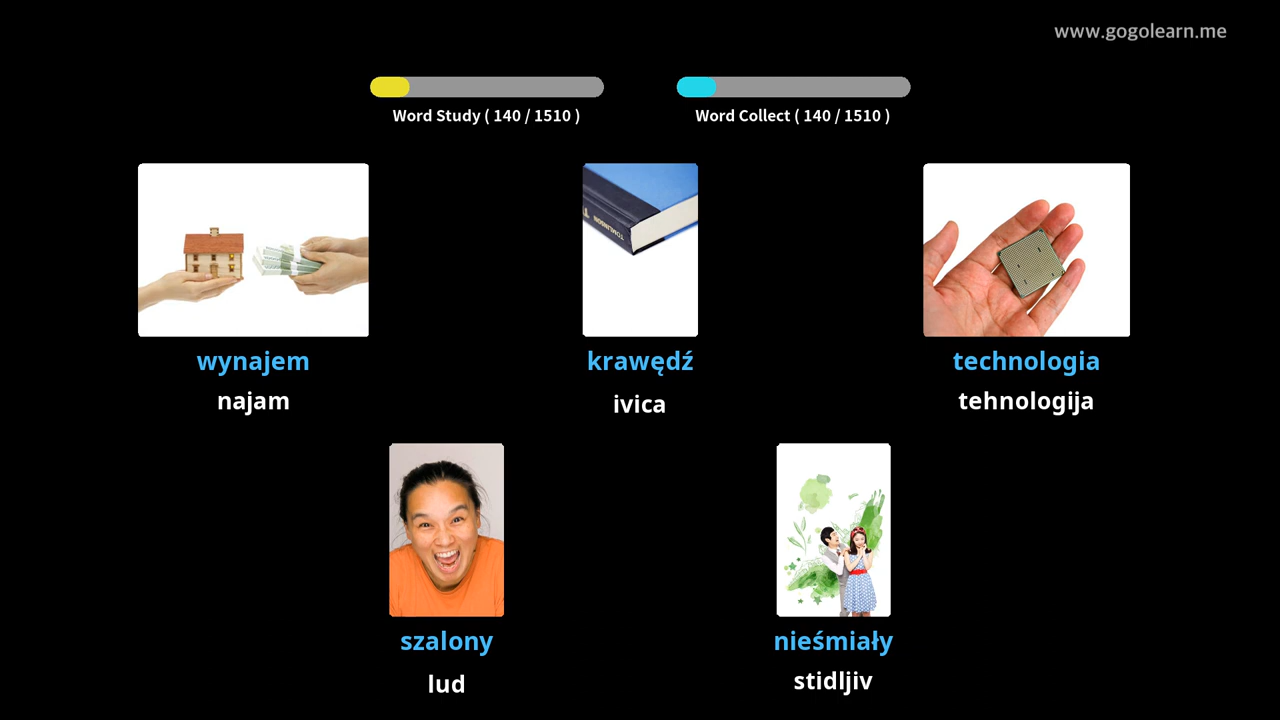 www.gogolearn.me
Word Study ( 140 / 1510 )
Word Collect ( 140 / 1510 )
TOMLINSON
wynajem
krawędź
technologia
najam
ivica
tehnologija
szalony
nieśmiały
lud
stidljiv